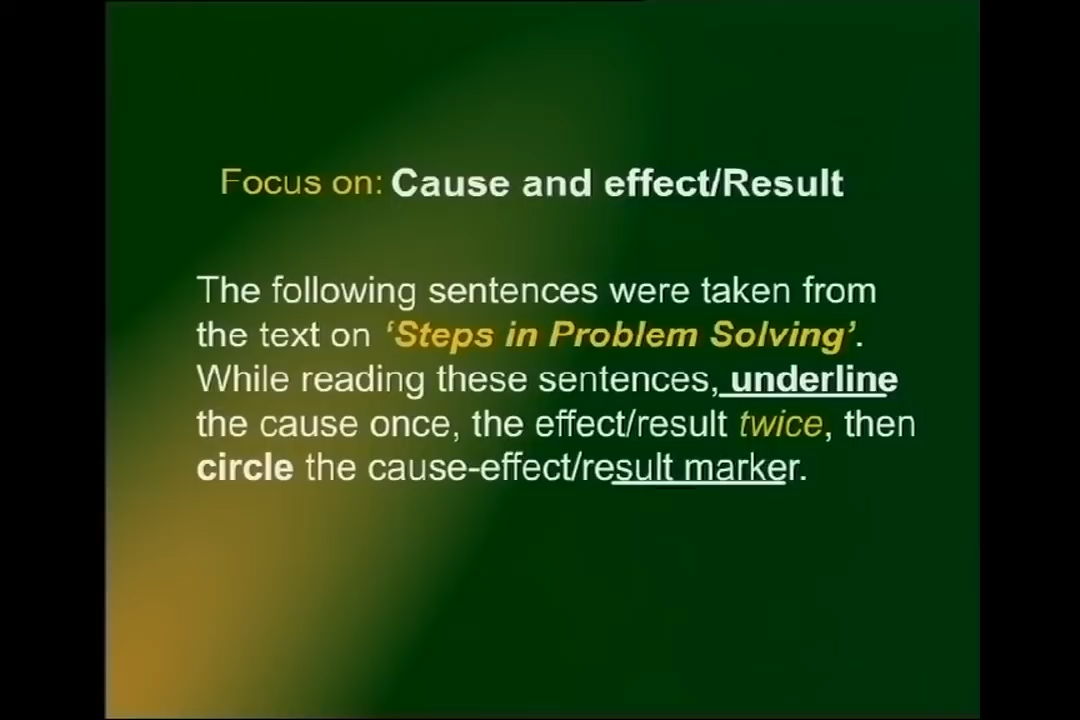 Focus on: Cause and effect/Result
The following sentences were taken from
the text on ‘Steps in Problem Solving’.
While reading these sentences, underline
the cause once, the effect/result twice, then
circle the cause-effect/result marker.